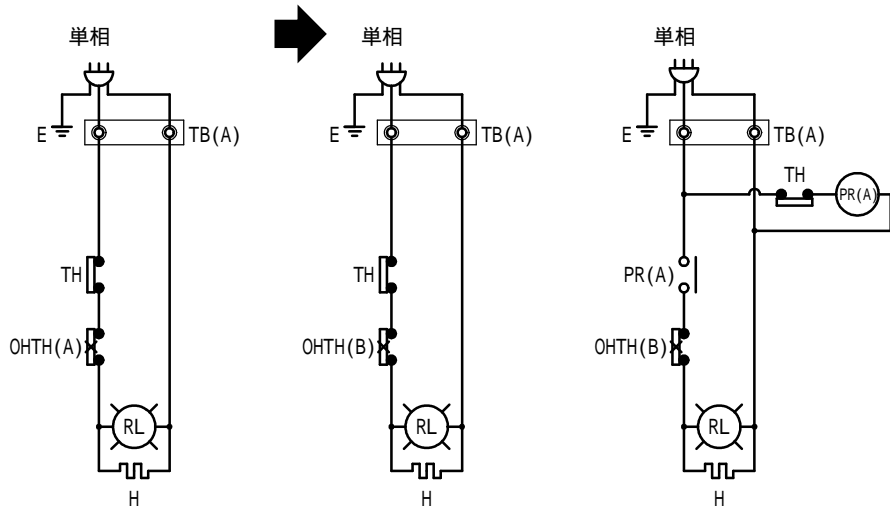 単相
E
TB(A)
TH
OHTH(A)
RL
H
単相
E
TB(A)
TH
OHTH(B)
RL
H
単相
E
TB(A)
TH
PR(A)
PR(A)
OHTH(B)
RL
H